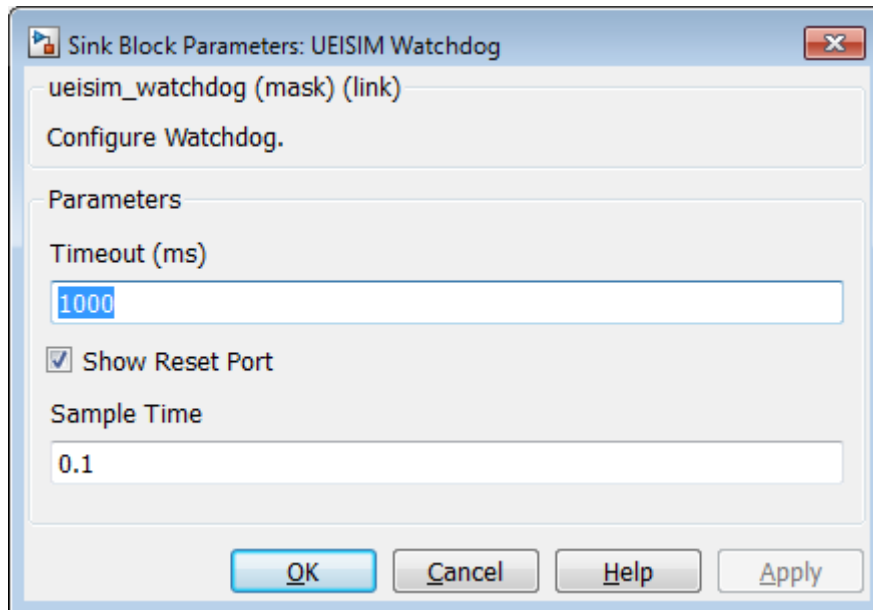 Sink Block Parameters: UEISIM Watchdog
ueisim_watchdog (mask) (link)
Configure Watchdog.
Parameters
Timeout (ms)
1000
Show Reset Port
Sample Time
0.1
OK Cancel Help Apply